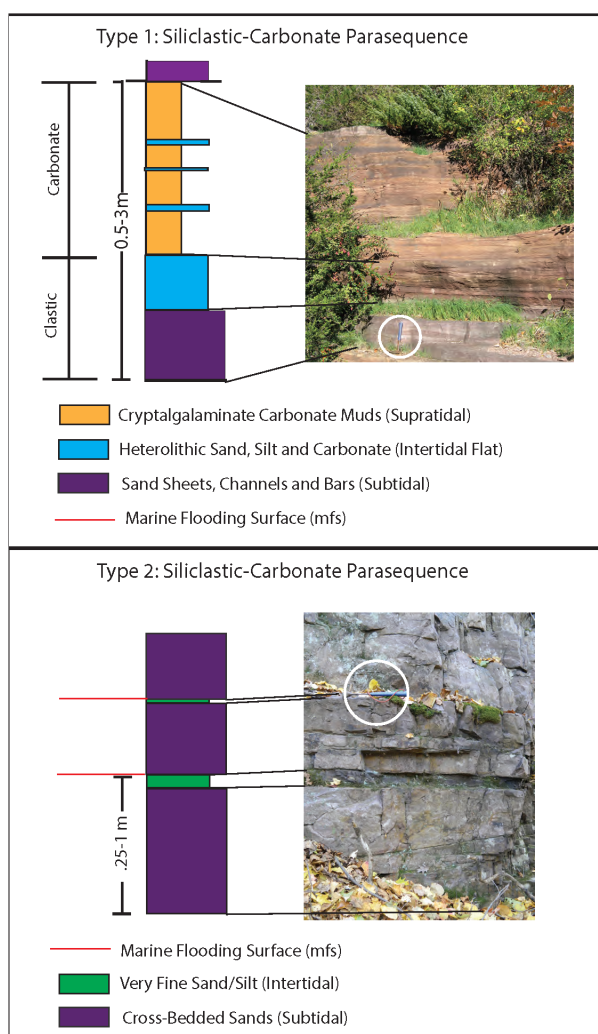 Type 1: Siliclastic-Carbonate Parasequence
Carbonate
Clastic
0.5-3m
Cryptalgalaminate Carbonate Muds (Supratidal)
Heterolithic Sand, Silt and Carbonate (Intertidal Flat)
Sand Sheets, Channels and Bars (Subtidal)
Marine Flooding Surface (mfs)
Type 2: Siliclastic-Carbonate Parasequence
.25-1 m
Marine Flooding Surface (mfs)
Very Fine Sand/Silt (Intertidal)
Cross-Bedded Sands (Subtidal)